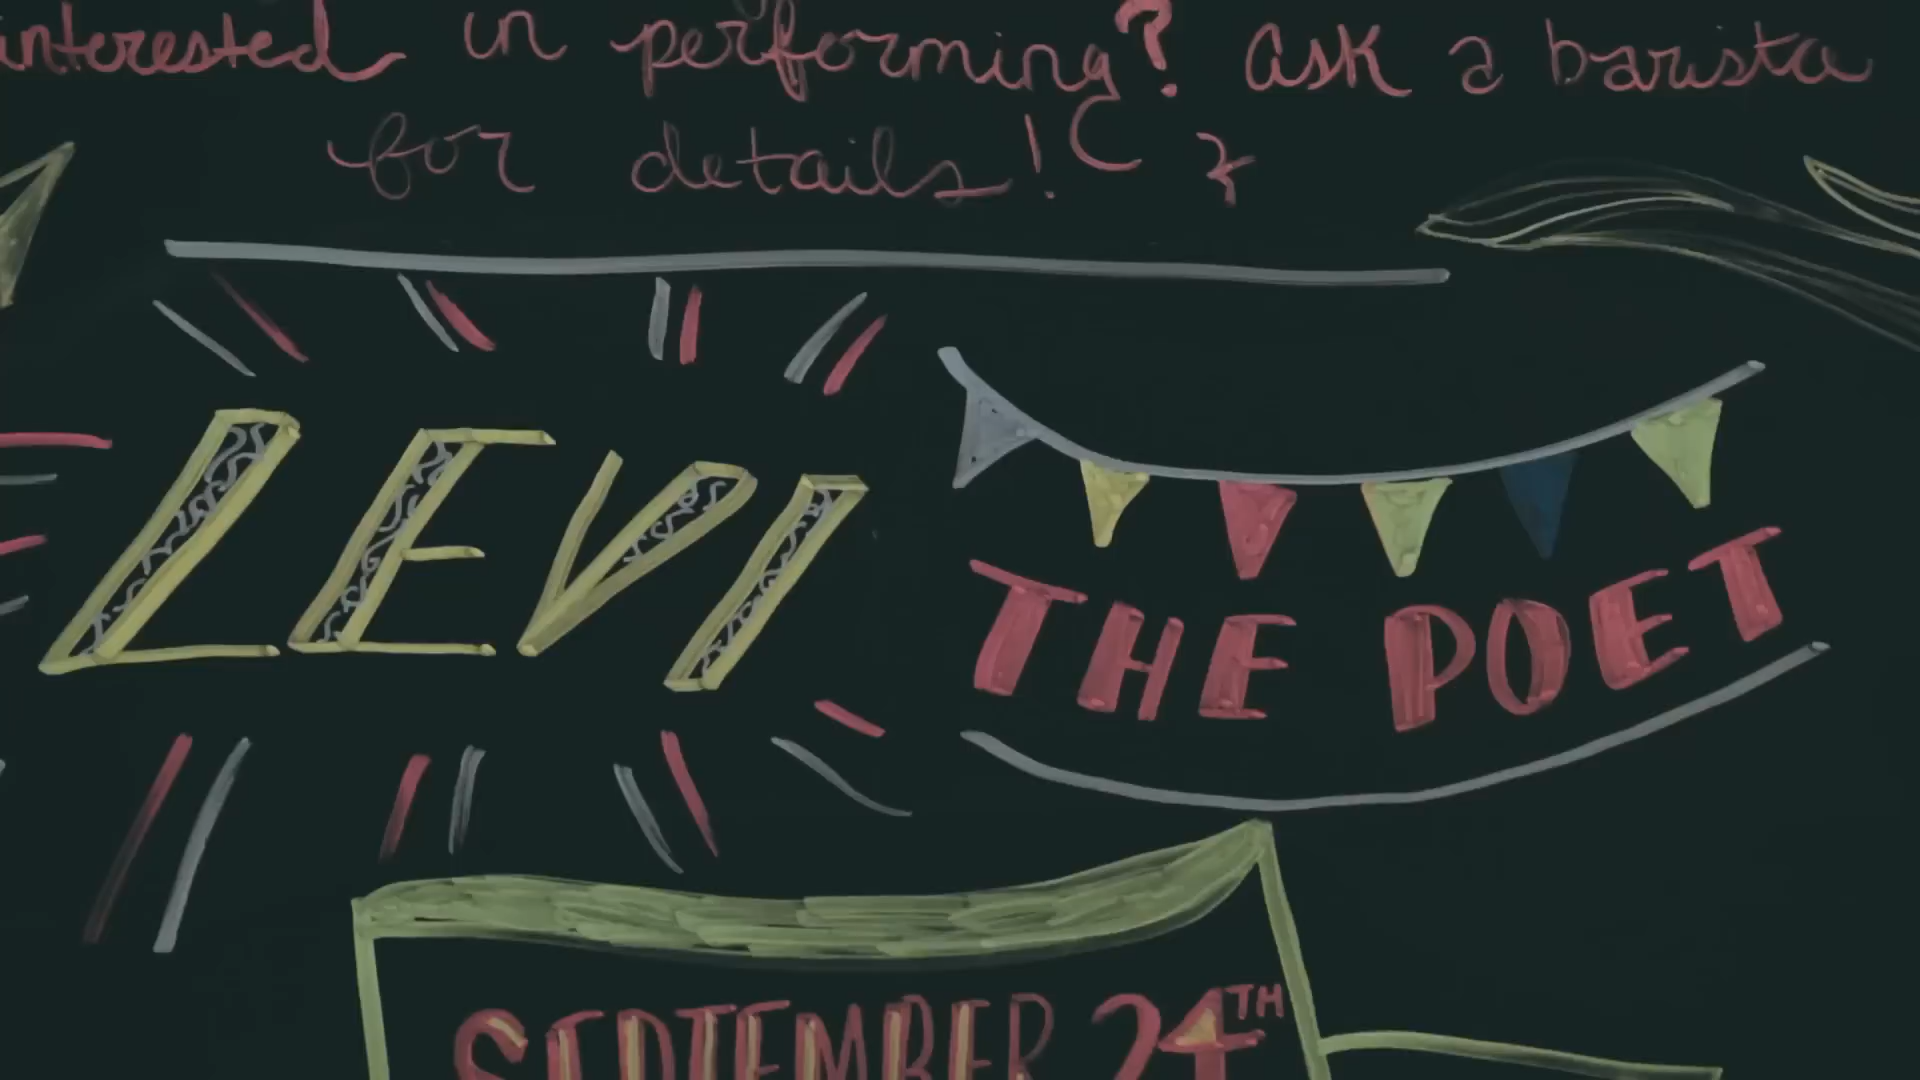 interested in performing? ask a barista
for details!
LEVI
THE POET
SEPTEMBER 24TH